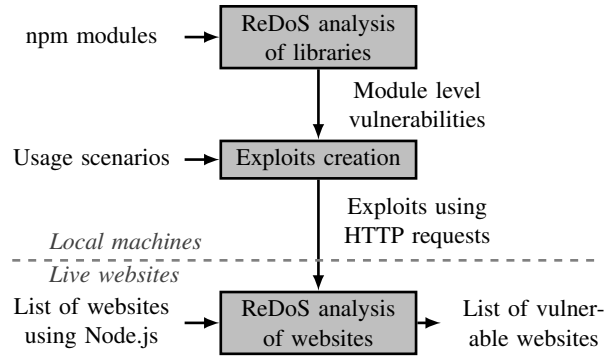 npm modules
ReDoS analysis
of libraries
Module level
vulnerabilities
Usage scenarios
Exploits creation
Exploits using
HTTP requests
Local machines
Live websites
List of websites
using Node.js
ReDoS analysis
of websites
List of vulner-
able websites